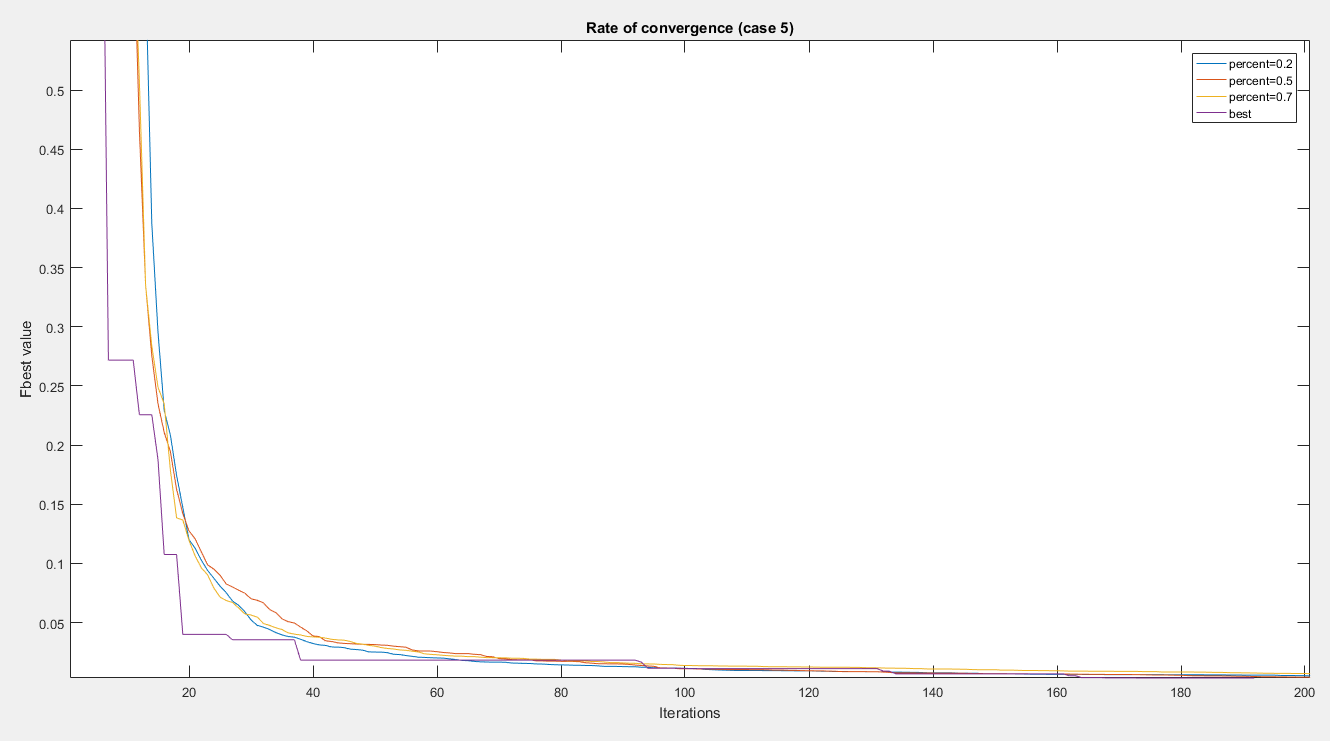 Rate of convergence (case 5)
percent=0.2
percent=0.5
percent=0.7
best
0.5
0.45
0.4
0.35
0.3
0.25
0.2
0.15
0.1
0.05
Fbest value
20 40 60 80 100 120 140 160 180 200
Iterations